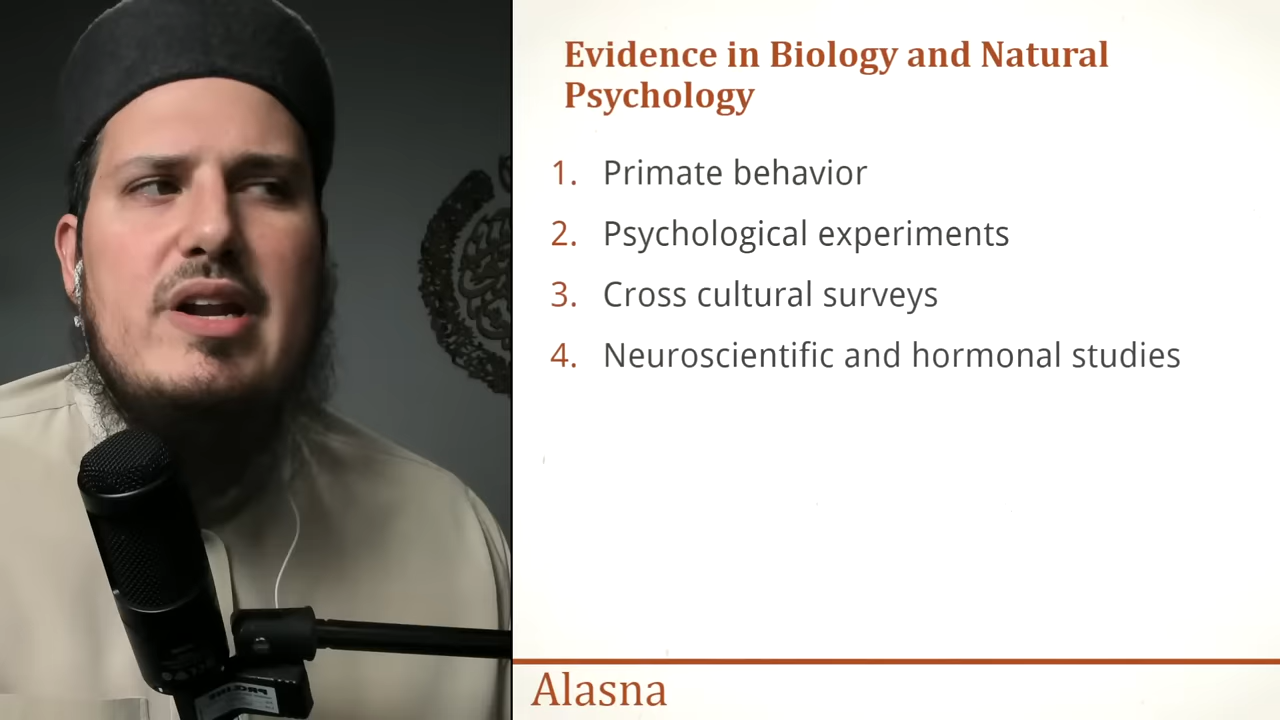 Evidence in Biology and Natural
Psychology
1. Primate behavior
2. Psychological experiments
3. Cross cultural surveys
4. Neuroscientific and hormonal studies
Alasna